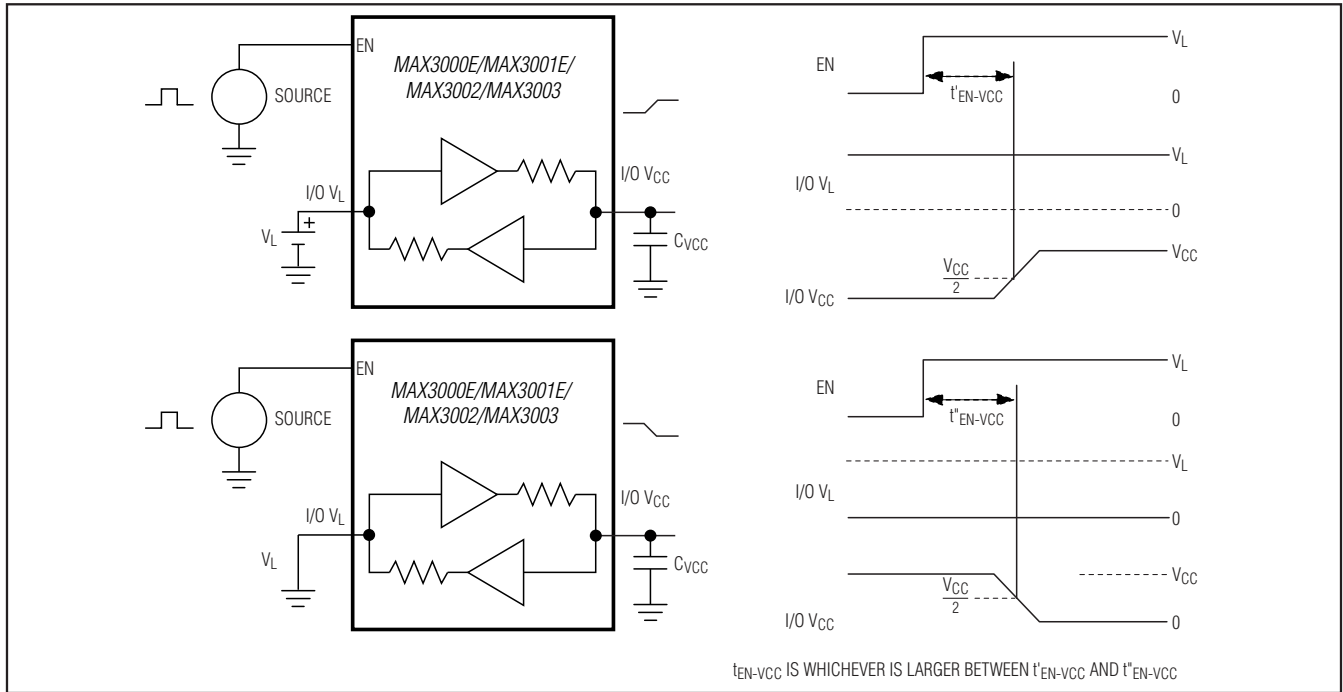 EN
MAX3000E/MAX3001E/
MAX3002/MAX3003
SOURCE
I/O VL
I/O VCC
VL
+
CVCC
EN
VL
t'EN-VCC
0
VL
I/O VL
0
VCC
VCC
2
I/O VCC
EN
MAX3000E/MAX3001E/
MAX3002/MAX3003
SOURCE
I/O VL
I/O VCC
VL
CVCC
EN
VL
t"EN-VCC
0
VL
I/O VL
0
VCC
VCC
2
I/O VCC
0
tEN-VCC IS WHICHEVER IS LARGER BETWEEN t'EN-VCC AND t"EN-VCC